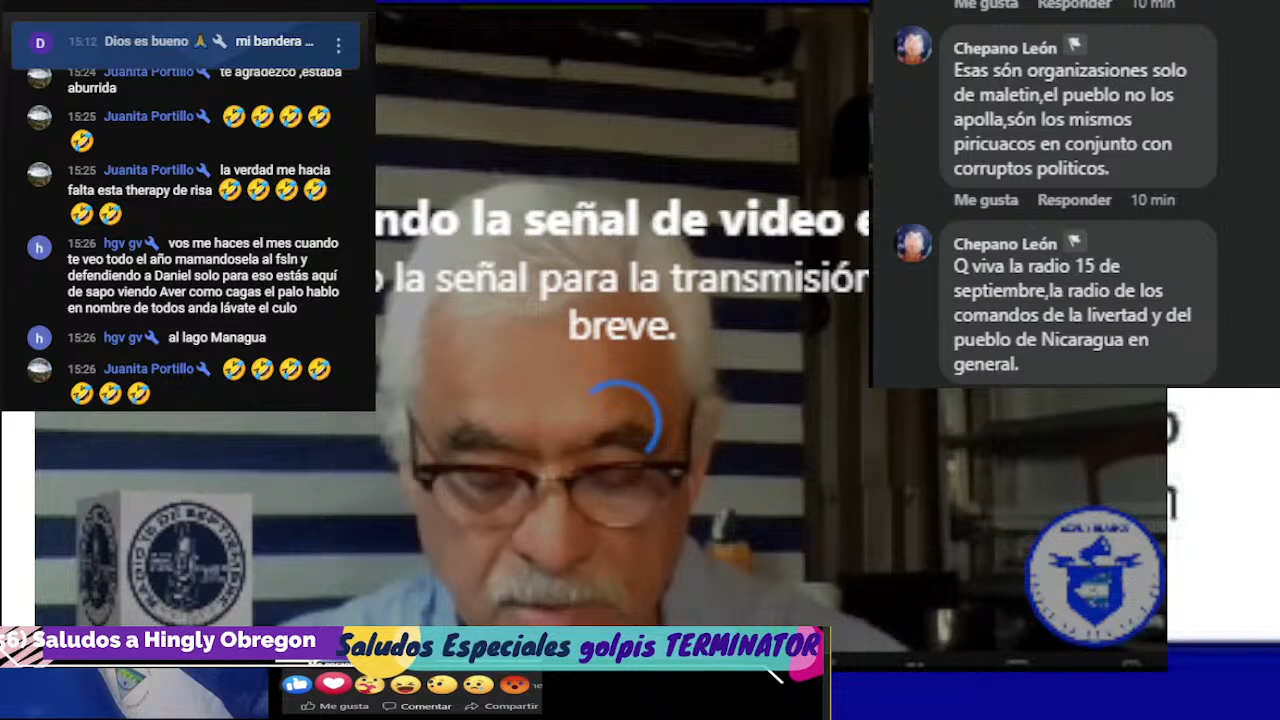 D 15:12 Dios es bueno 🙏 mi bandera ...
15:24 Juanita Portillo te agradezco ,estaba
aburrida
15:25 Juanita Portillo 🤣🤣🤣🤣
🤣
15:25 Juanita Portillo la verdad me hacia
falta esta therapy de risa 🤣🤣🤣🤣
🤣🤣
h 15:26 hgv gv vos me haces el mes cuando
te veo todo el año mamandosela al fsln y
defendiendo a Daniel solo para eso estás aquí
de sapo viendo Aver como cagas el palo hablo
en nombre de todos anda lávate el culo
h 15:26 hgv gv al lago Managua
15:26 Juanita Portillo 🤣🤣🤣🤣
🤣🤣🤣
ndo la señal de video e
o la señal para la transmisión
breve.
Me gusta Responder 10 min
Chepano León
Esas són organizasiones solo
de maletin,el pueblo no los
apolla,són los mismos
piricuacos en conjunto con
corruptos politicos.
Me gusta Responder 10 min
Chepano León
Q viva la radio 15 de
septiembre,la radio de los
comandos de la livertad y del
pueblo de Nicaragua en
general.
RADIO 15 DE SEPTIEMBRE
56) Saludos a Hingly Obregon
Saludos Especiales golpis TERMINATOR
Me gusta Comentar Compartir